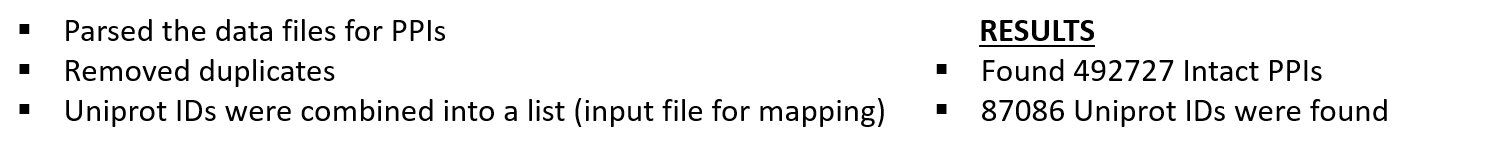 ▪ Parsed the data files for PPIs
▪ Removed duplicates
▪ Uniprot IDs were combined into a list (input file for mapping)
RESULTS
▪ Found 492727 Intact PPIs
▪ 87086 Uniprot IDs were found